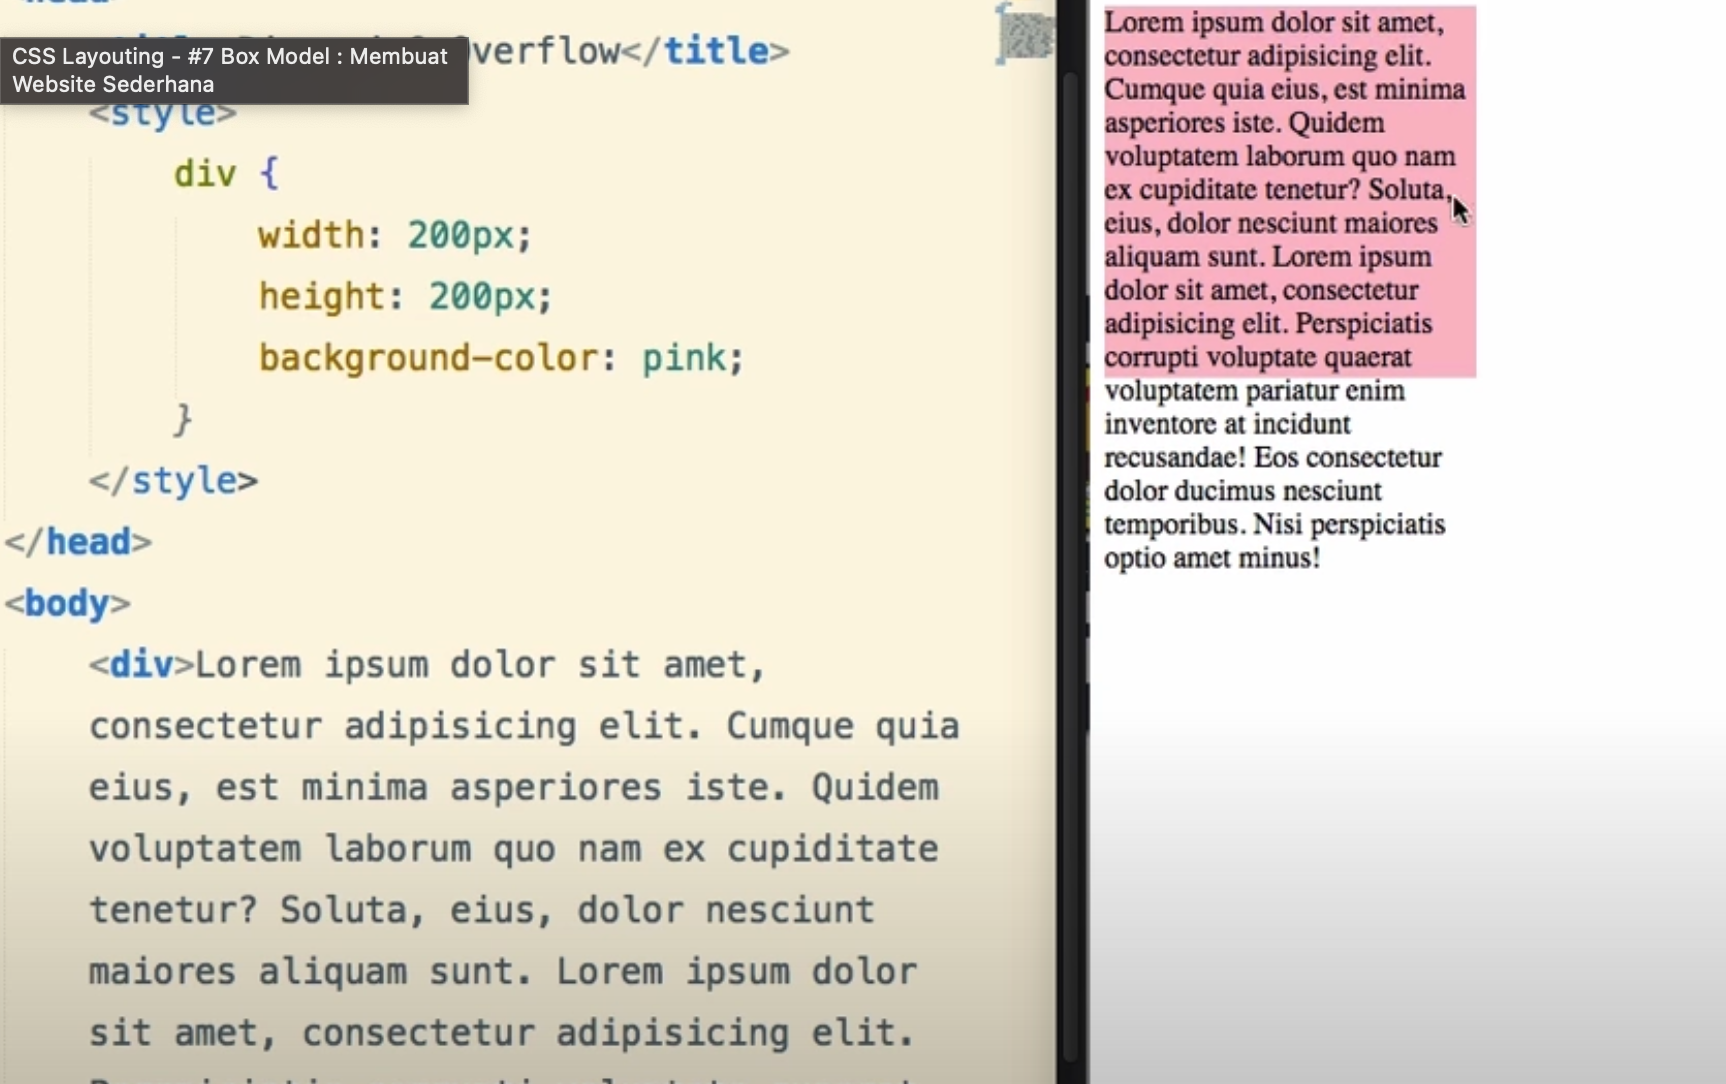 CSS Layouting - #7 Box Model : Membuat
Website Sederhana
Overflow</title>
<style>
div {
width: 200px;
height: 200px;
background-color: pink;
}
</style>
</head>
<body>
<div>Lorem ipsum dolor sit amet,
consectetur adipisicing elit. Cumque quia
eius, est minima asperiores iste. Quidem
voluptatem laborum quo nam ex cupiditate
tenetur? Soluta, eius, dolor nesciunt
maiores aliquam sunt. Lorem ipsum dolor
sit amet, consectetur adipisicing elit.
Lorem ipsum dolor sit amet,
consectetur adipisicing elit.
Cumque quia eius, est minima
asperiores iste. Quidem
voluptatem laborum quo nam
ex cupiditate tenetur? Soluta,
eius, dolor nesciunt maiores
aliquam sunt. Lorem ipsum
dolor sit amet, consectetur
adipisicing elit. Perspiciatis
corrupti voluptate quaerat
voluptatem pariatur enim
inventore at incidunt
recusandae! Eos consectetur
dolor ducimus nesciunt
temporibus. Nisi perspiciatis
optio amet minus!